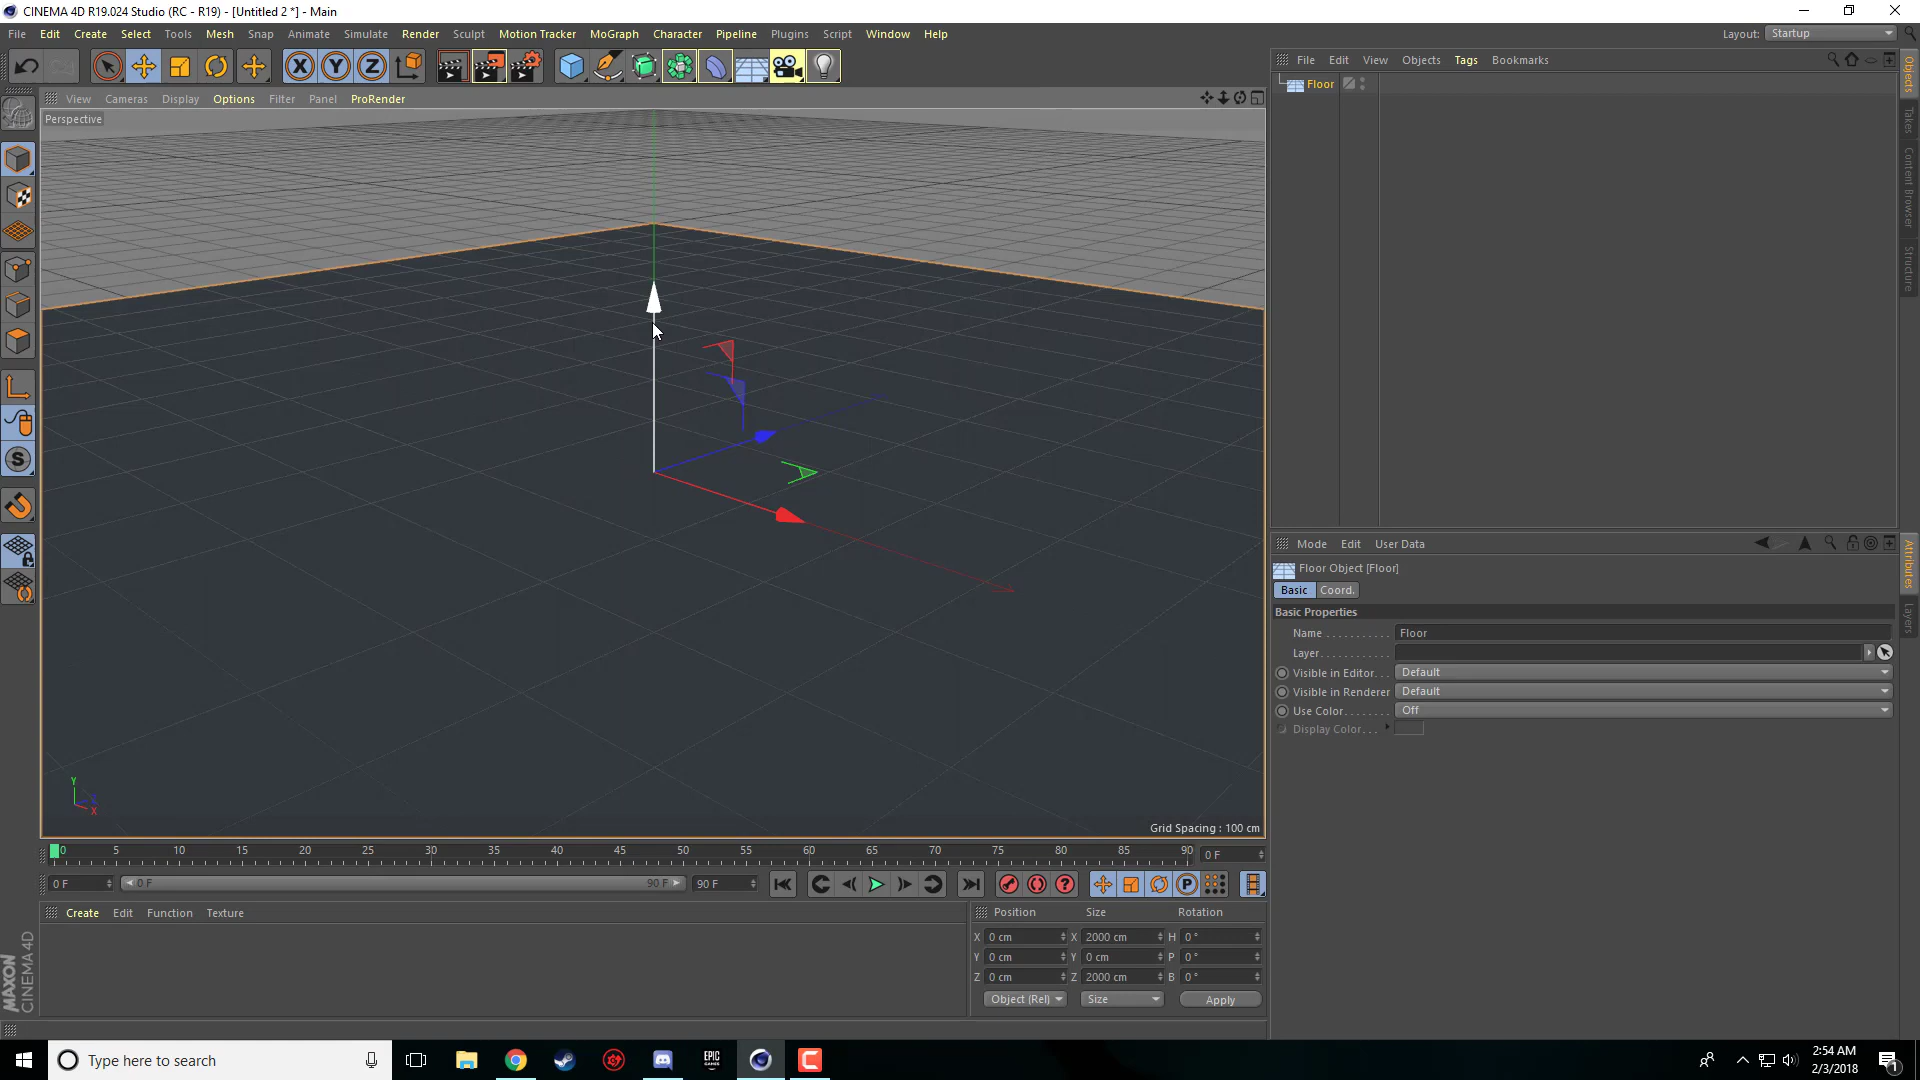 CINEMA 4D R19.024 Studio (RC - R19) - [Untitled 2 *] - Main
File Edit Create Select Tools Mesh Snap Animate Simulate Render Sculpt Motion Tracker MoGraph Character Pipeline Plugins Script Window Help
Layout: Startup
X Y Z
File Edit View Objects Tags Bookmarks
View Cameras Display Options Filter Panel ProRender
Floor
Perspective
Objects
Takes
Content Browser
Structure
S
Mode Edit User Data
Floor Object [Floor]
Basic Coord.
Basic Properties
Name . . . . . . . . . . . Floor
Layer . . . . . . . . . . . .
Visible in Editor. . . Default
Visible in Renderer Default
Use Color. . . . . . . . Off
Display Color. . . .
Attributes
Layers
Y
Z
X
Grid Spacing : 100 cm
0 5 10 15 20 25 30 35 40 45 50 55 60 65 70 75 80 85 90
0 F
0 F 0 F 90 F 90 F
? P
Create Edit Function Texture
Position Size Rotation
X 0 cm X 2000 cm H 0 °
Y 0 cm Y 0 cm P 0 °
Z 0 cm Z 2000 cm B 0 °
Object (Rel) Size Apply
MAXON
CINEMA 4D
Type here to search
EPIC
GAMES
2:54 AM
2/3/2018
1